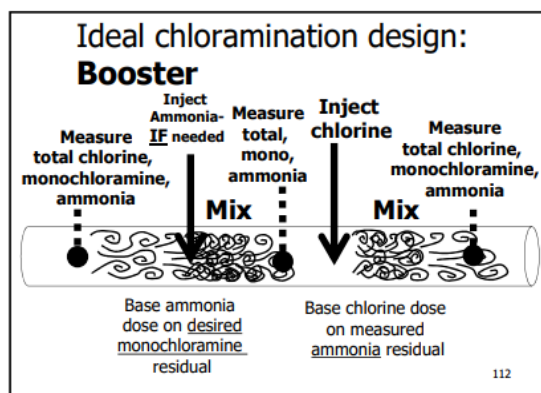 Ideal chloramination design:
Booster
Inject
Ammonia-
IF needed
Measure
total,
mono,
ammonia
Inject
chlorine
Measure
total chlorine,
monochloramine,
ammonia
Measure
total chlorine,
monochloramine,
ammonia
Mix
Mix
Base ammonia
dose on desired
monochloramine
residual
Base chlorine dose
on measured
ammonia residual
112